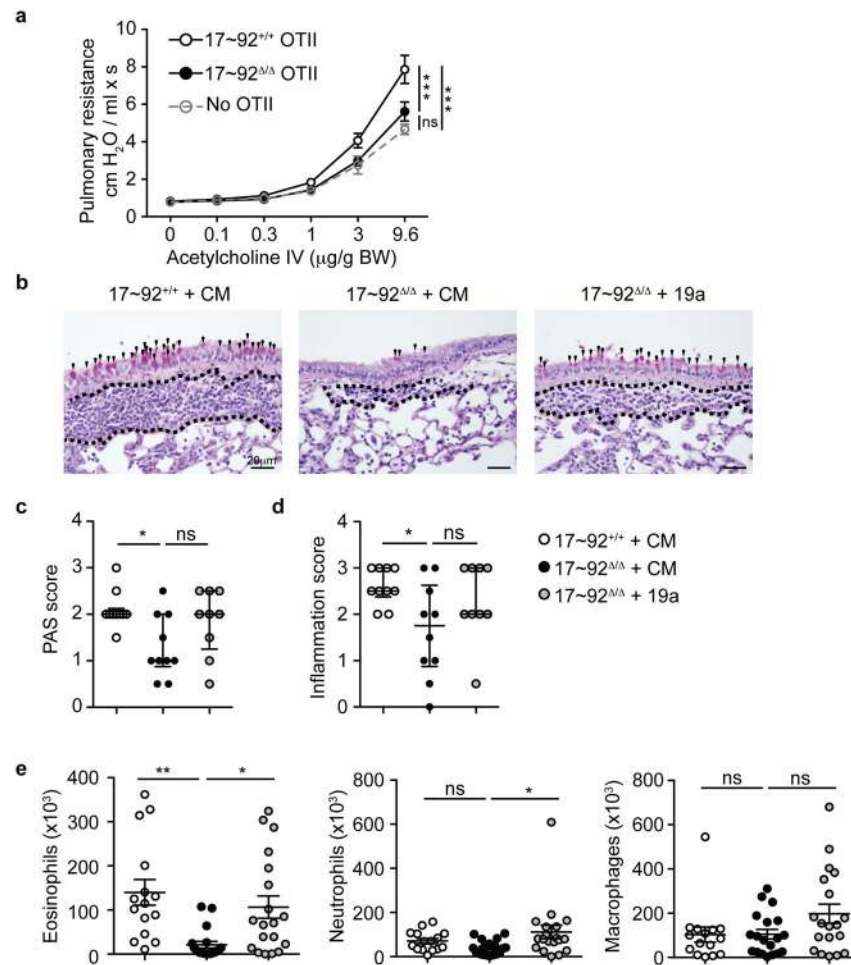 a
Pulmonary resistance
cm H2O / ml x s
10
8
6
4
2
0
17~92+/+ OTII
17~92Δ/Δ OTII
No OTII
***
***
ns
0 0.1 0.3 1 3 9.6
Acetylcholine IV (µg/g BW)
b
17~92+/+ + CM
17~92Δ/Δ + CM
17~92Δ/Δ + 19a
20µm
c
PAS score
4
3
2
1
0
* ns
d
Inflammation score
4
3
2
1
0
* ns
17~92+/+ + CM
17~92Δ/Δ + CM
17~92Δ/Δ + 19a
e
Eosinophils (x10³)
400
300
200
100
0
** *
Neutrophils (x10³)
800
600
400
200
0
ns *
Macrophages (x10³)
800
600
400
200
0
ns ns